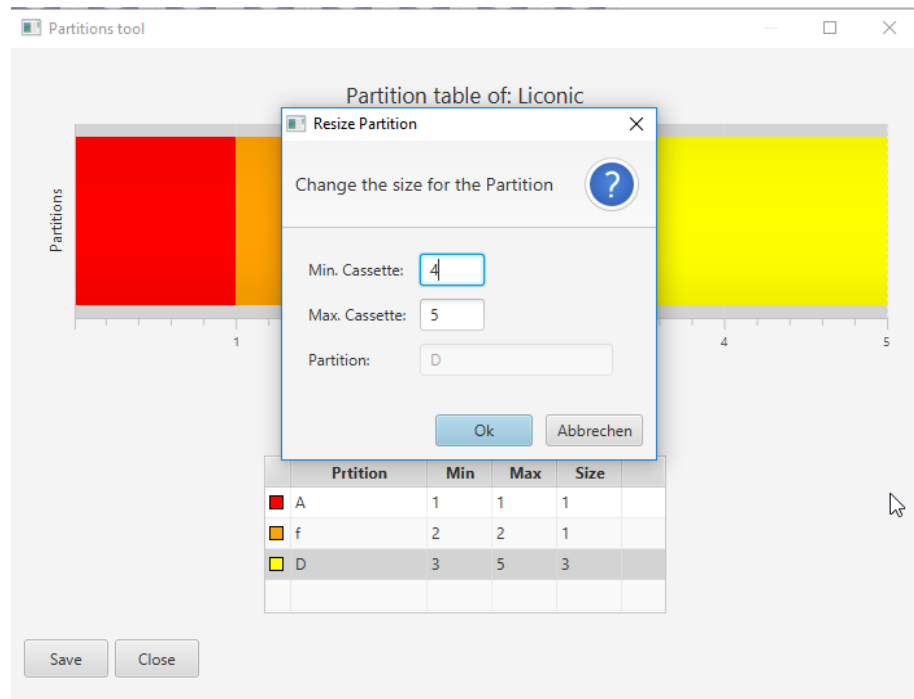 Partitions tool
Partition table of: Liconic
Resize Partition
Change the size for the Partition
?
Partitions
Min. Cassette: 4
Max. Cassette: 5
Partition: D
1 4 5
Ok Abbrechen
Prtition Min Max Size
A 1 1 1
f 2 2 1
D 3 5 3
Save Close